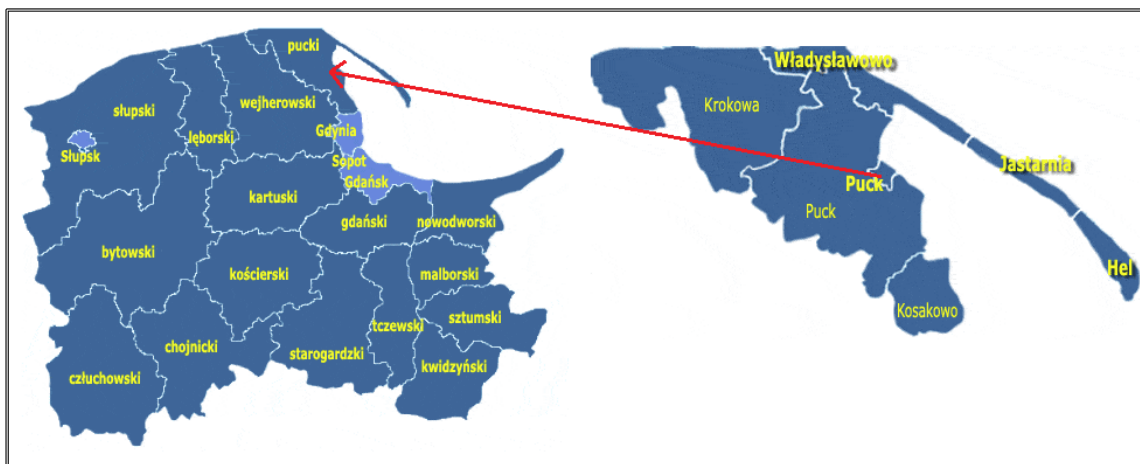 pucki
słupski
wejherowski
lęborski
Gdynia
Słupsk
Sopot
Gdańsk
kartuski
gdański
nowodworski
bytowski
kościerski
malborski
sztumski
tczewski
chojnicki
starogardzki
kwidzyński
człuchowski
Władysławowo
Krokowa
Jastarnia
Puck
Puck
Hel
Kosakowo